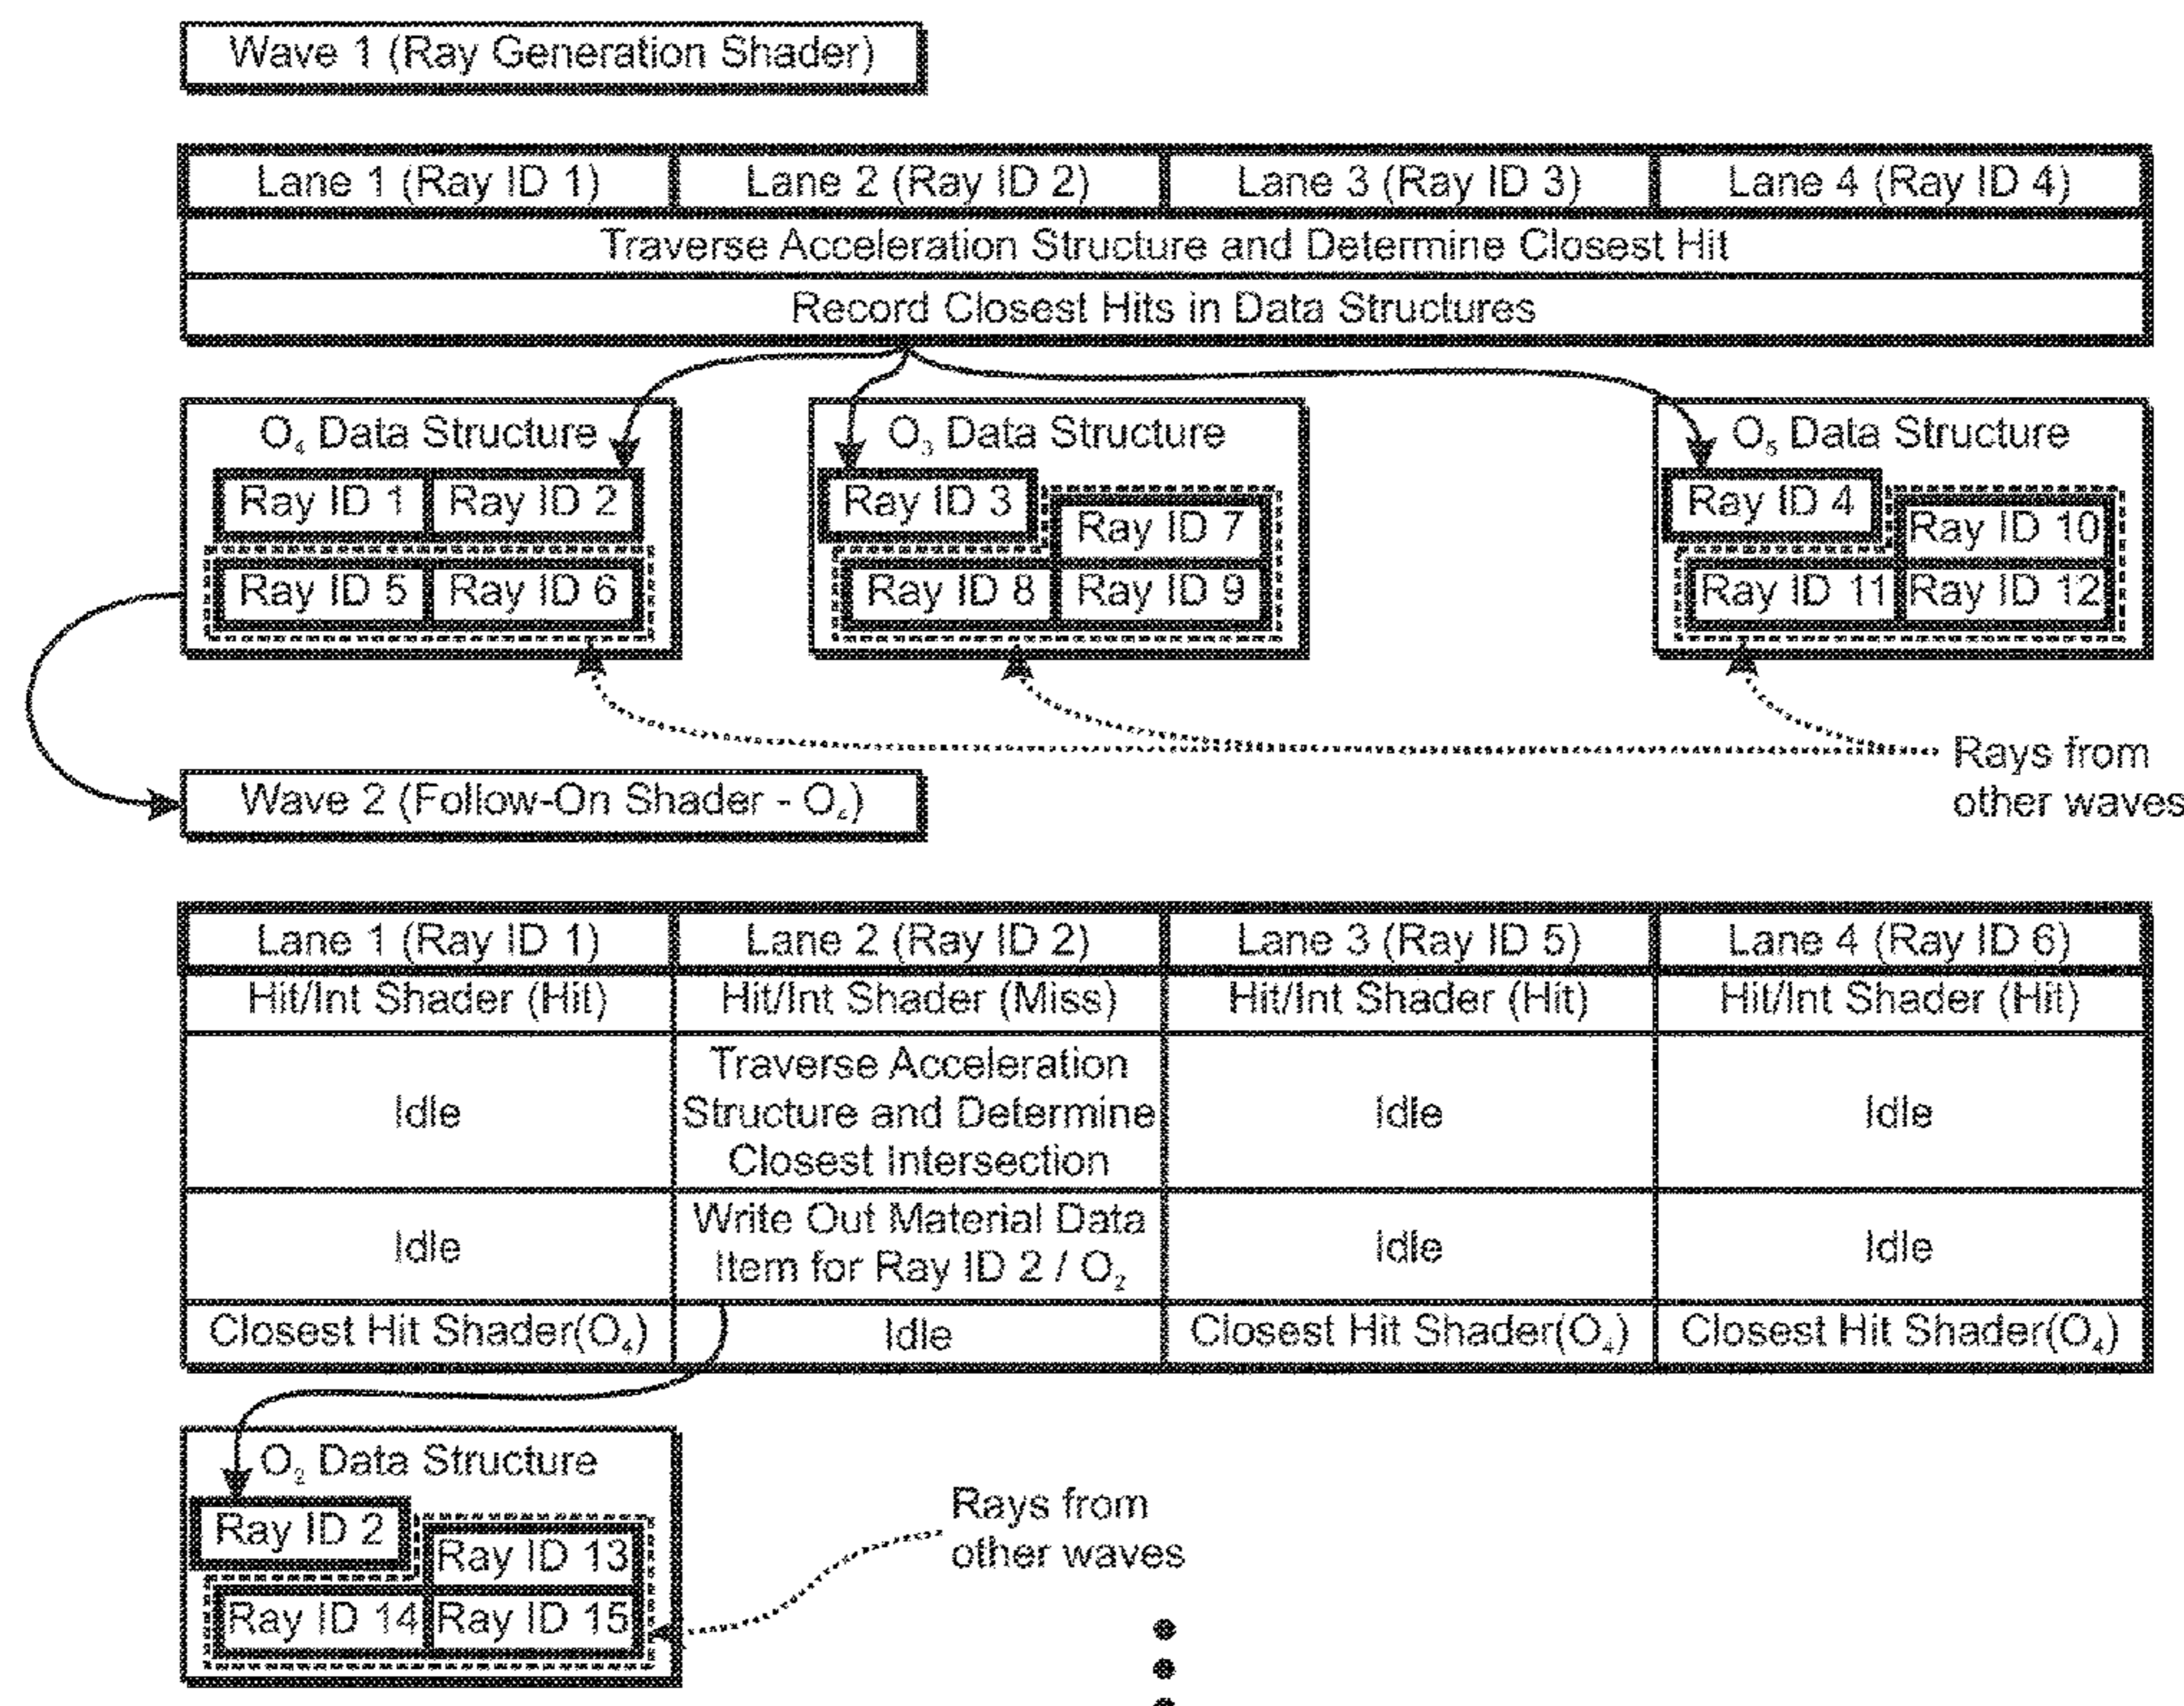 Wave 1 (Ray Generation Shader)
Lane 1 (Ray ID 1) Lane 2 (Ray ID 2) Lane 3 (Ray ID 3) Lane 4 (Ray ID 4)
Traverse Acceleration Structure and Determine Closest Hit
Record Closest Hits in Data Structures
O₄ Data Structure
Ray ID 1 Ray ID 2
Ray ID 5 Ray ID 6
O₃ Data Structure
Ray ID 3
Ray ID 7
Ray ID 8 Ray ID 9
O₅ Data Structure
Ray ID 4
Ray ID 10
Ray ID 11 Ray ID 12
Rays from
other waves
Wave 2 (Follow-On Shader - O₄)
Lane 1 (Ray ID 1) Lane 2 (Ray ID 2) Lane 3 (Ray ID 5) Lane 4 (Ray ID 6)
Hit/Int Shader (Hit) Hit/Int Shader (Miss) Hit/Int Shader (Hit) Hit/Int Shader (Hit)
Idle
Traverse Acceleration
Structure and Determine
Closest Intersection
Idle
Idle
Idle
Write Out Material Data
Item for Ray ID 2 / O₂
Idle
Idle
Closest Hit Shader(O₄) Idle Closest Hit Shader(O₄) Closest Hit Shader(O₄)
O₂ Data Structure
Ray ID 2
Ray ID 13
Ray ID 14 Ray ID 15
Rays from
other waves